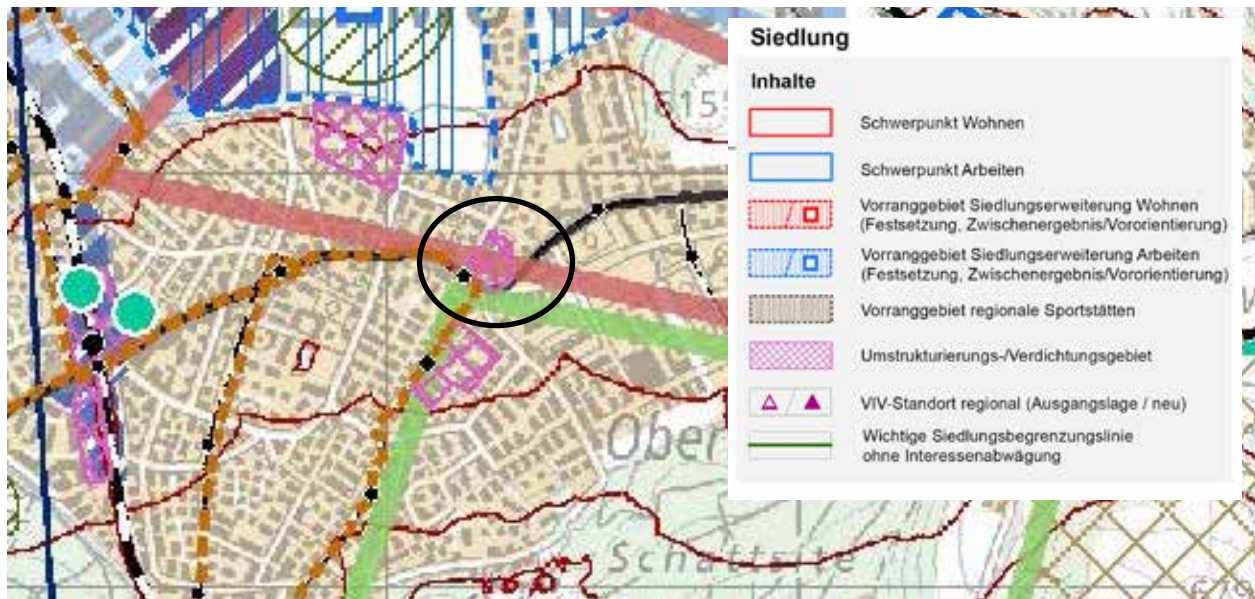 Siedlung
Inhalte
Schwerpunkt Wohnen
Schwerpunkt Arbeiten
Vorranggebiet Siedlungserweiterung Wohnen
(Festsetzung, Zwischenergebnis/Vororientierung)
Vorranggebiet Siedlungserweiterung Arbeiten
(Festsetzung, Zwischenergebnis/Vororientierung)
Vorranggebiet regionale Sportstätten
Umstrukturierungs-/Verdichtungsgebiet
VIV-Standort regional (Ausgangslage / neu)
Wichtige Siedlungsbegrenzungslinie
ohne Interessenabwägung
Ober
Schattsite